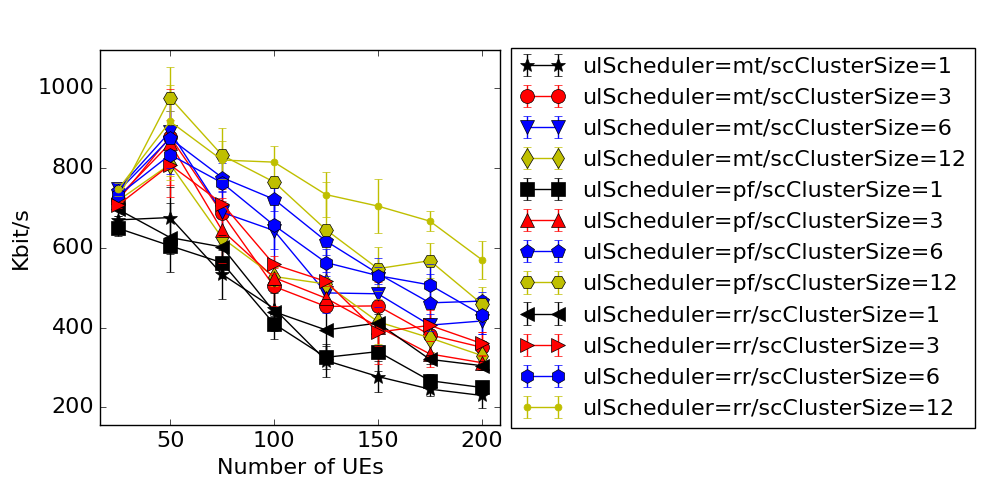 Kbit/s
1000
800
600
400
200
50 100 150 200
Number of UEs
ulScheduler=mt/scClusterSize=1
ulScheduler=mt/scClusterSize=3
ulScheduler=mt/scClusterSize=6
ulScheduler=mt/scClusterSize=12
ulScheduler=pf/scClusterSize=1
ulScheduler=pf/scClusterSize=3
ulScheduler=pf/scClusterSize=6
ulScheduler=pf/scClusterSize=12
ulScheduler=rr/scClusterSize=1
ulScheduler=rr/scClusterSize=3
ulScheduler=rr/scClusterSize=6
ulScheduler=rr/scClusterSize=12